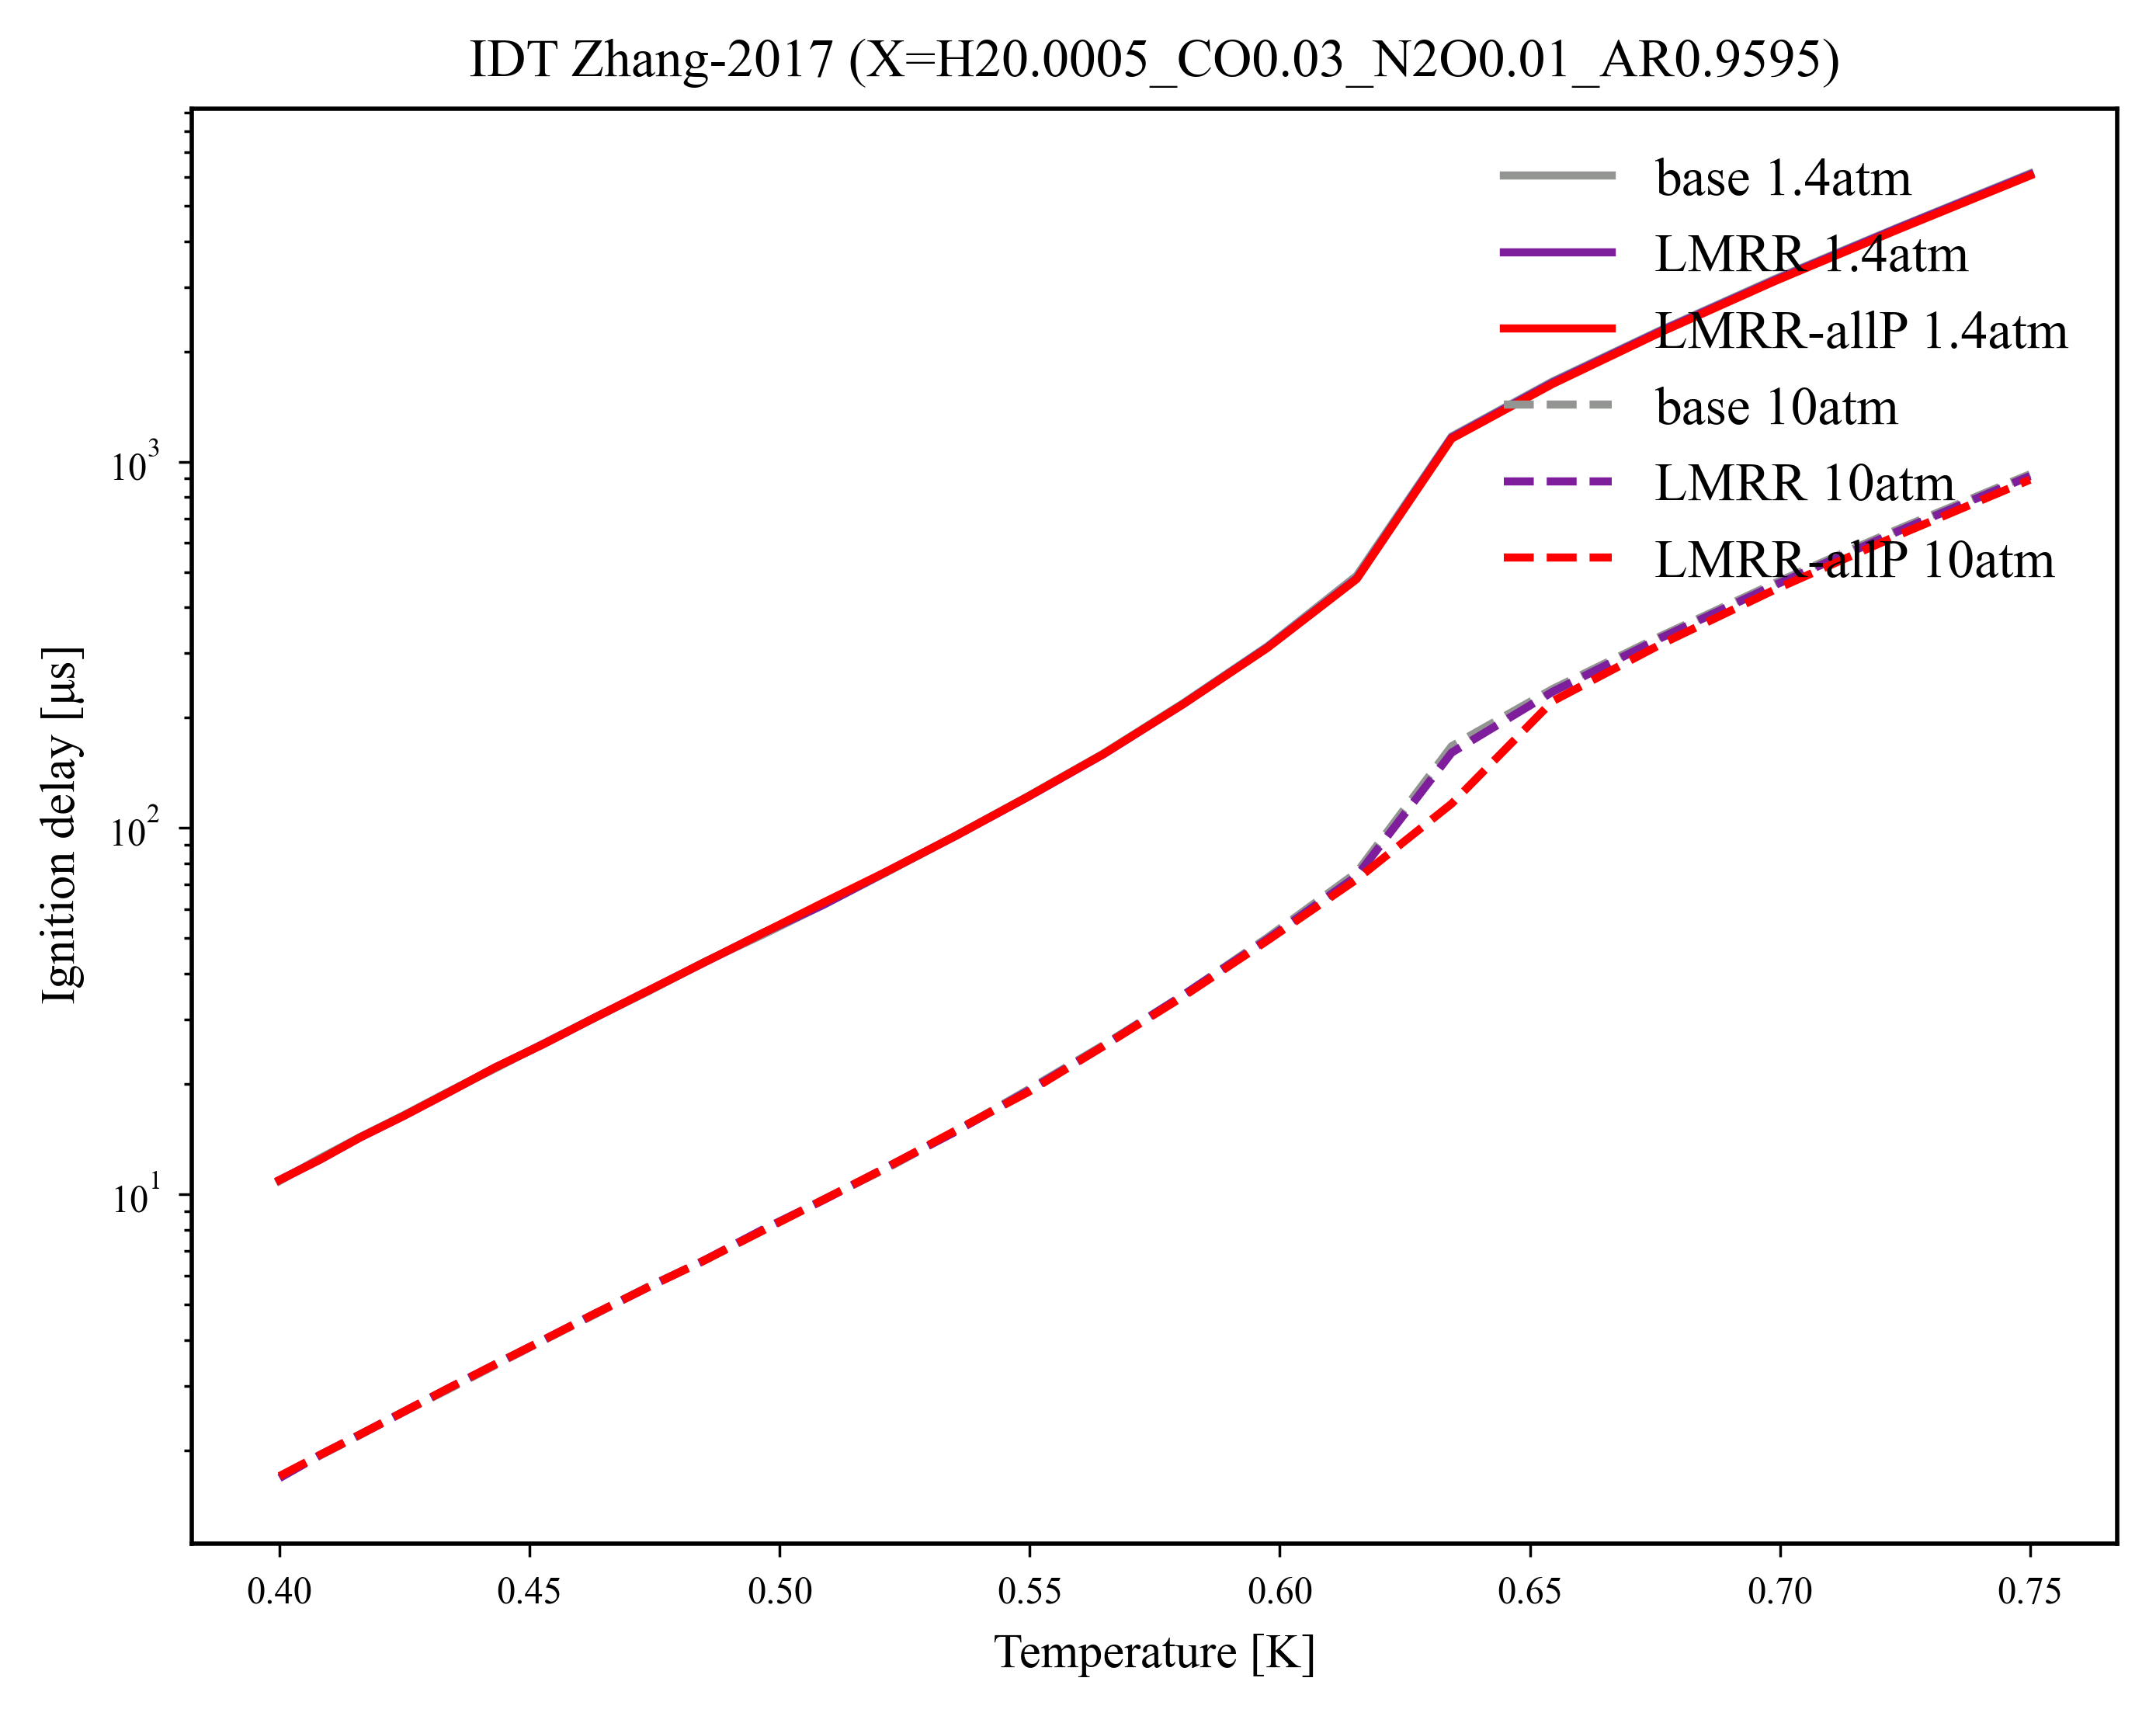 IDT Zhang-2017 (X=H20.0005_CO0.03_N2O0.01_AR0.9595)
base 1.4atm
LMRR 1.4atm
LMRR-allP 1.4atm
base 10atm
LMRR 10atm
LMRR-allP 10atm
Ignition delay [µs]
10³
10²
10¹
0.40 0.45 0.50 0.55 0.60 0.65 0.70 0.75
Temperature [K]